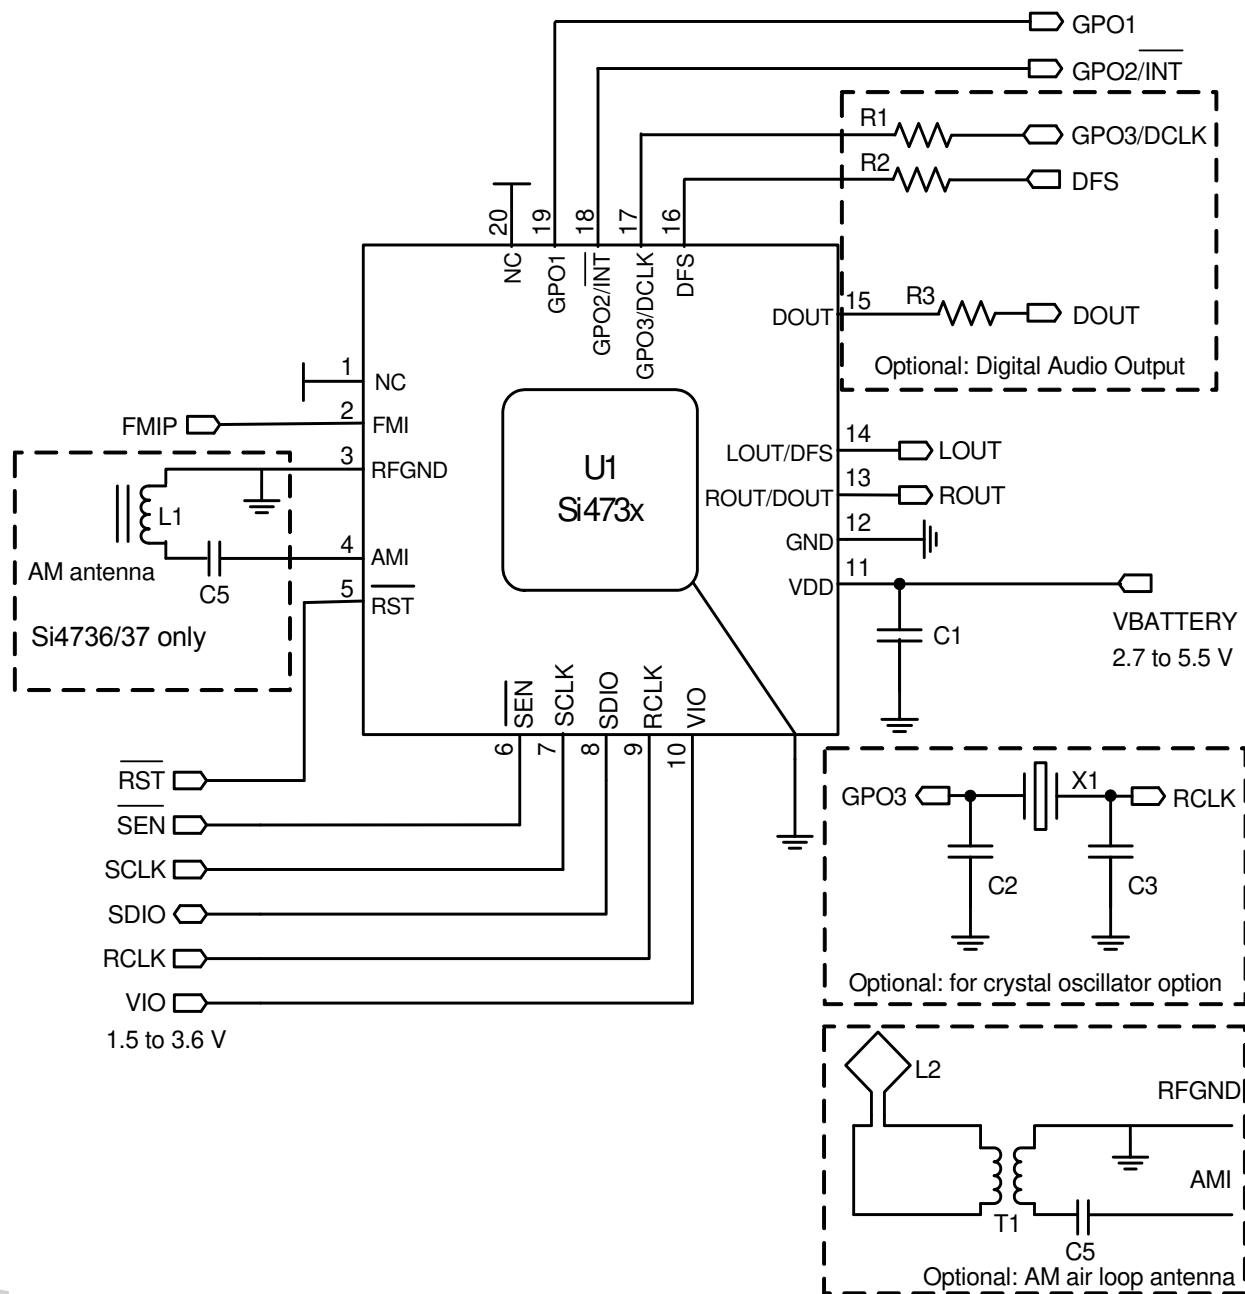 GPO1
GPO2/INT
R1
GPO3/DCLK
R2
DFS
20
19
18
17
16
NC
GPO1
GPO2/INT
GPO3/DCLK
DFS
DOUT
15
R3
DOUT
Optional: Digital Audio Output
1
NC
FMIP
2
FMI
3
RFGND
L1
4
AMI
AM antenna
C5
5
RST
Si4736/37 only
U1
Si473x
LOUT/DFS
14
LOUT
ROUT/DOUT
13
ROUT
GND
12
VDD
11
C1
VBATTERY
2.7 to 5.5 V
SEN
SCLK
SDIO
RCLK
VIO
6
7
8
9
10
RST
SEN
SCLK
SDIO
RCLK
VIO
1.5 to 3.6 V
GPO3
X1
RCLK
C2
C3
Optional: for crystal oscillator option
L2
RFGND
AMI
T1
C5
Optional: AM air loop antenna